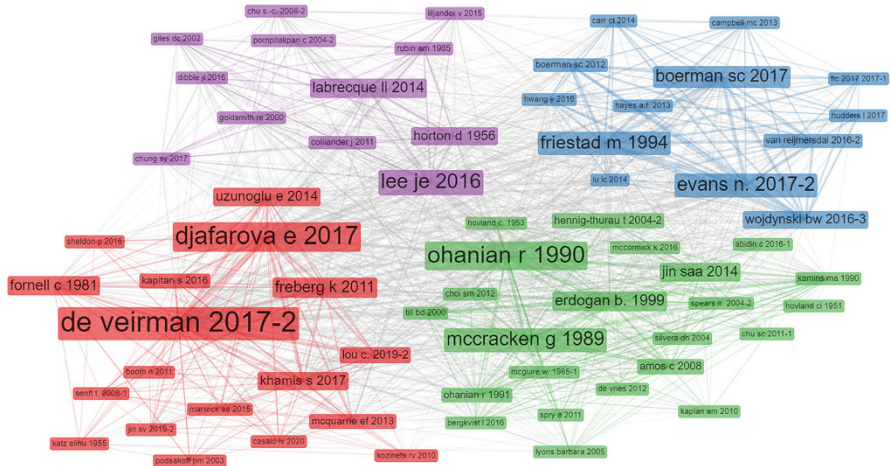 chu s.-c. 2008-2
liljander v 2015
carr ct 2014
campbell mc 2013
giles dc 2002
pompitakpan c 2004-2
rubin am 1985
boerman sc 2012
boerman sc 2017
ftc 2017 2017-1
dibble jl 2016
labrecque li 2014
hwang y 2016
hayes a.f. 2013
hudders l 2017
goldsmith re 2000
colliander j 2011
horton d 1956
friestad m 1994
van reijmersdal 2016-2
chung sy 2017
lee je 2016
lu lc 2014
evans n. 2017-2
uzunoglu e 2014
hovland c. 1953
hennig-thurau t 2004-2
wojdynski bw 2016-3
sheldon p 2016
djafarova e 2017
ohanian r 1990
mccormick k 2016
abidin c 2016-1
fornell c 1981
kapitan s 2016
freberg k 2011
choi sm 2012
jin saa 2014
kamins ma 1990
erdogan b. 1999
spears n. 2004-2
hovland ci 1951
de veirman 2017-2
till bd 2000
mccracken g 1989
silvera dh 2004
chu sc 2011-1
lou c. 2019-2
booth n 2011
khamis s 2017
mcguire w. 1985-1
amos c 2008
senft t. 2008-1
ohanian r 1991
de vries 2012
marwick ae 2015
jin sv 2019-2
mcquarrie ef 2013
bergkvist l 2016
spry a 2011
kaplan am 2010
katz elihu 1955
casalo lv 2020
podsakoff pm 2003
kozinets rv 2010
lyons barbara 2005